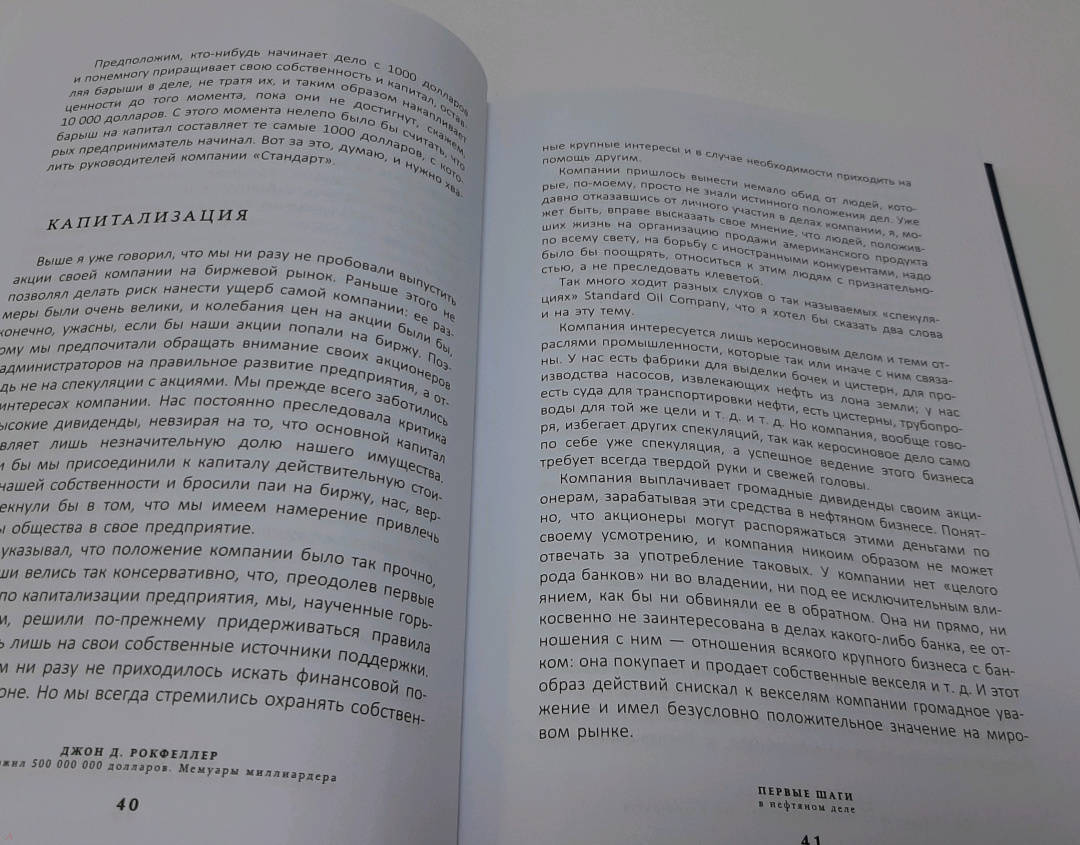 Предположим, кто-нибудь начинает дело с 1000 долларов
и понемногу приращивает свою собственность и капитал, остав-
ляя барыши в деле, не тратя их, и таким образом накапливает
ценности до того момента, пока они не достигнут, скажем,
10 000 долларов. С этого момента нелепо было бы считать, что
барыш на капитал составляет те самые 1000 долларов, с кото-
рых предприниматель начинал. Вот за это, думаю, и нужно хва-
лить руководителей компании «Стандарт».
КАПИТАЛИЗАЦИЯ
Выше я уже говорил, что мы ни разу не пробовали выпустить
акции своей компании на биржевой рынок. Раньше этого не
позволял делать риск нанести ущерб самой компании: ее раз-
меры были очень велики, и колебания цен на акции были бы,
конечно, ужасны, если бы наши акции попали на биржу. Поэ-
ому мы предпочитали обращать внимание своих акционеров
администраторов на правильное развитие предприятия, а от-
дь не на спекуляции с акциями. Мы прежде всего заботились
интересах компании. Нас постоянно преследовала критика
ысокие дивиденды, невзирая на то, что основной капитал
вляет лишь незначительную долю нашего имущества.
и бы мы присоединили к капиталу действительную стои-
нашей собственности и бросили паи на биржу, нас, вер-
екнули бы в том, что мы имеем намерение привлечь
ы общества в свое предприятие.
указывал, что положение компании было так прочно,
ши велись так консервативно, что, преодолев первые
по капитализации предприятия, мы, наученные горь-
м, решили по-прежнему придерживаться правила
ь лишь на свои собственные источники поддержки.
м ни разу не приходилось искать финансовой по-
оне. Но мы всегда стремились охранять собствен-
ДЖОН Д. РОКФЕЛЛЕР
жил 500 000 000 долларов. Мемуары миллиардера
40
ные крупные интересы и в случае необходимости приходить на
помощь другим.
Компании пришлось вынести немало обид от людей, кото-
рые, по-моему, просто не знали истинного положения дел. Уже
давно отказавшись от личного участия в делах компании, я, мо-
жет быть, вправе высказать свое мнение, что людей, положив-
ших жизнь на организацию продажи американского продукта
по всему свету, на борьбу с иностранными конкурентами, надо
было бы поощрять, относиться к этим людям с признательно-
стью, а не преследовать клеветой.
Так много ходит разных слухов о так называемых «спекуля-
циях» Standard Oil Company, что я хотел бы сказать два слова
и на эту тему.
Компания интересуется лишь керосиновым делом и теми от-
раслями промышленности, которые так или иначе с ним связа-
ны. У нас есть фабрики для выделки бочек и цистерн, для про-
изводства насосов, извлекающих нефть из лона земли; у нас
есть суда для транспортировки нефти, есть цистерны, трубопро-
воды для той же цели и т. д. и т. д. Но компания, вообще гово-
ря, избегает других спекуляций, так как керосиновое дело само
по себе уже спекуляция, а успешное ведение этого бизнеса
требует всегда твердой руки и свежей головы.
Компания выплачивает громадные дивиденды своим акци-
онерам, зарабатывая эти средства в нефтяном бизнесе. Понят-
но, что акционеры могут распоряжаться этими деньгами по
своему усмотрению, и компания никоим образом не может
отвечать за употребление таковых. У компании нет «целого
рода банков» ни во владении, ни под ее исключительным вли-
янием, как бы ни обвиняли ее в обратном. Она ни прямо, ни
косвенно не заинтересована в делах какого-либо банка, ее от-
ношения с ним — отношения всякого крупного бизнеса с бан-
ком: она покупает и продает собственные векселя и т. д. И этот
образ действий снискал к векселям компании громадное ува-
жение и имел безусловно положительное значение на миро-
вом рынке.
ПЕРВЫЕ ШАГИ
в нефтяном деле
41